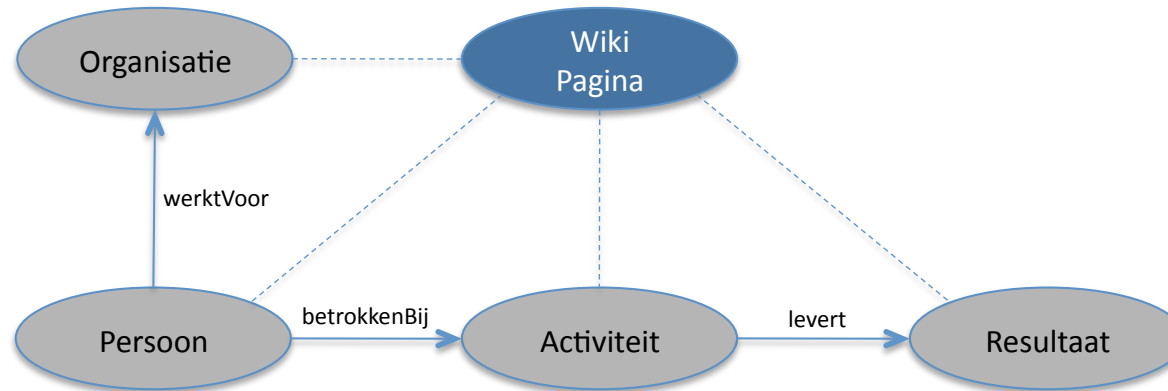 Organisatie
Wiki
Pagina
werktVoor
Persoon
betrokkenBij
Activiteit
levert
Resultaat